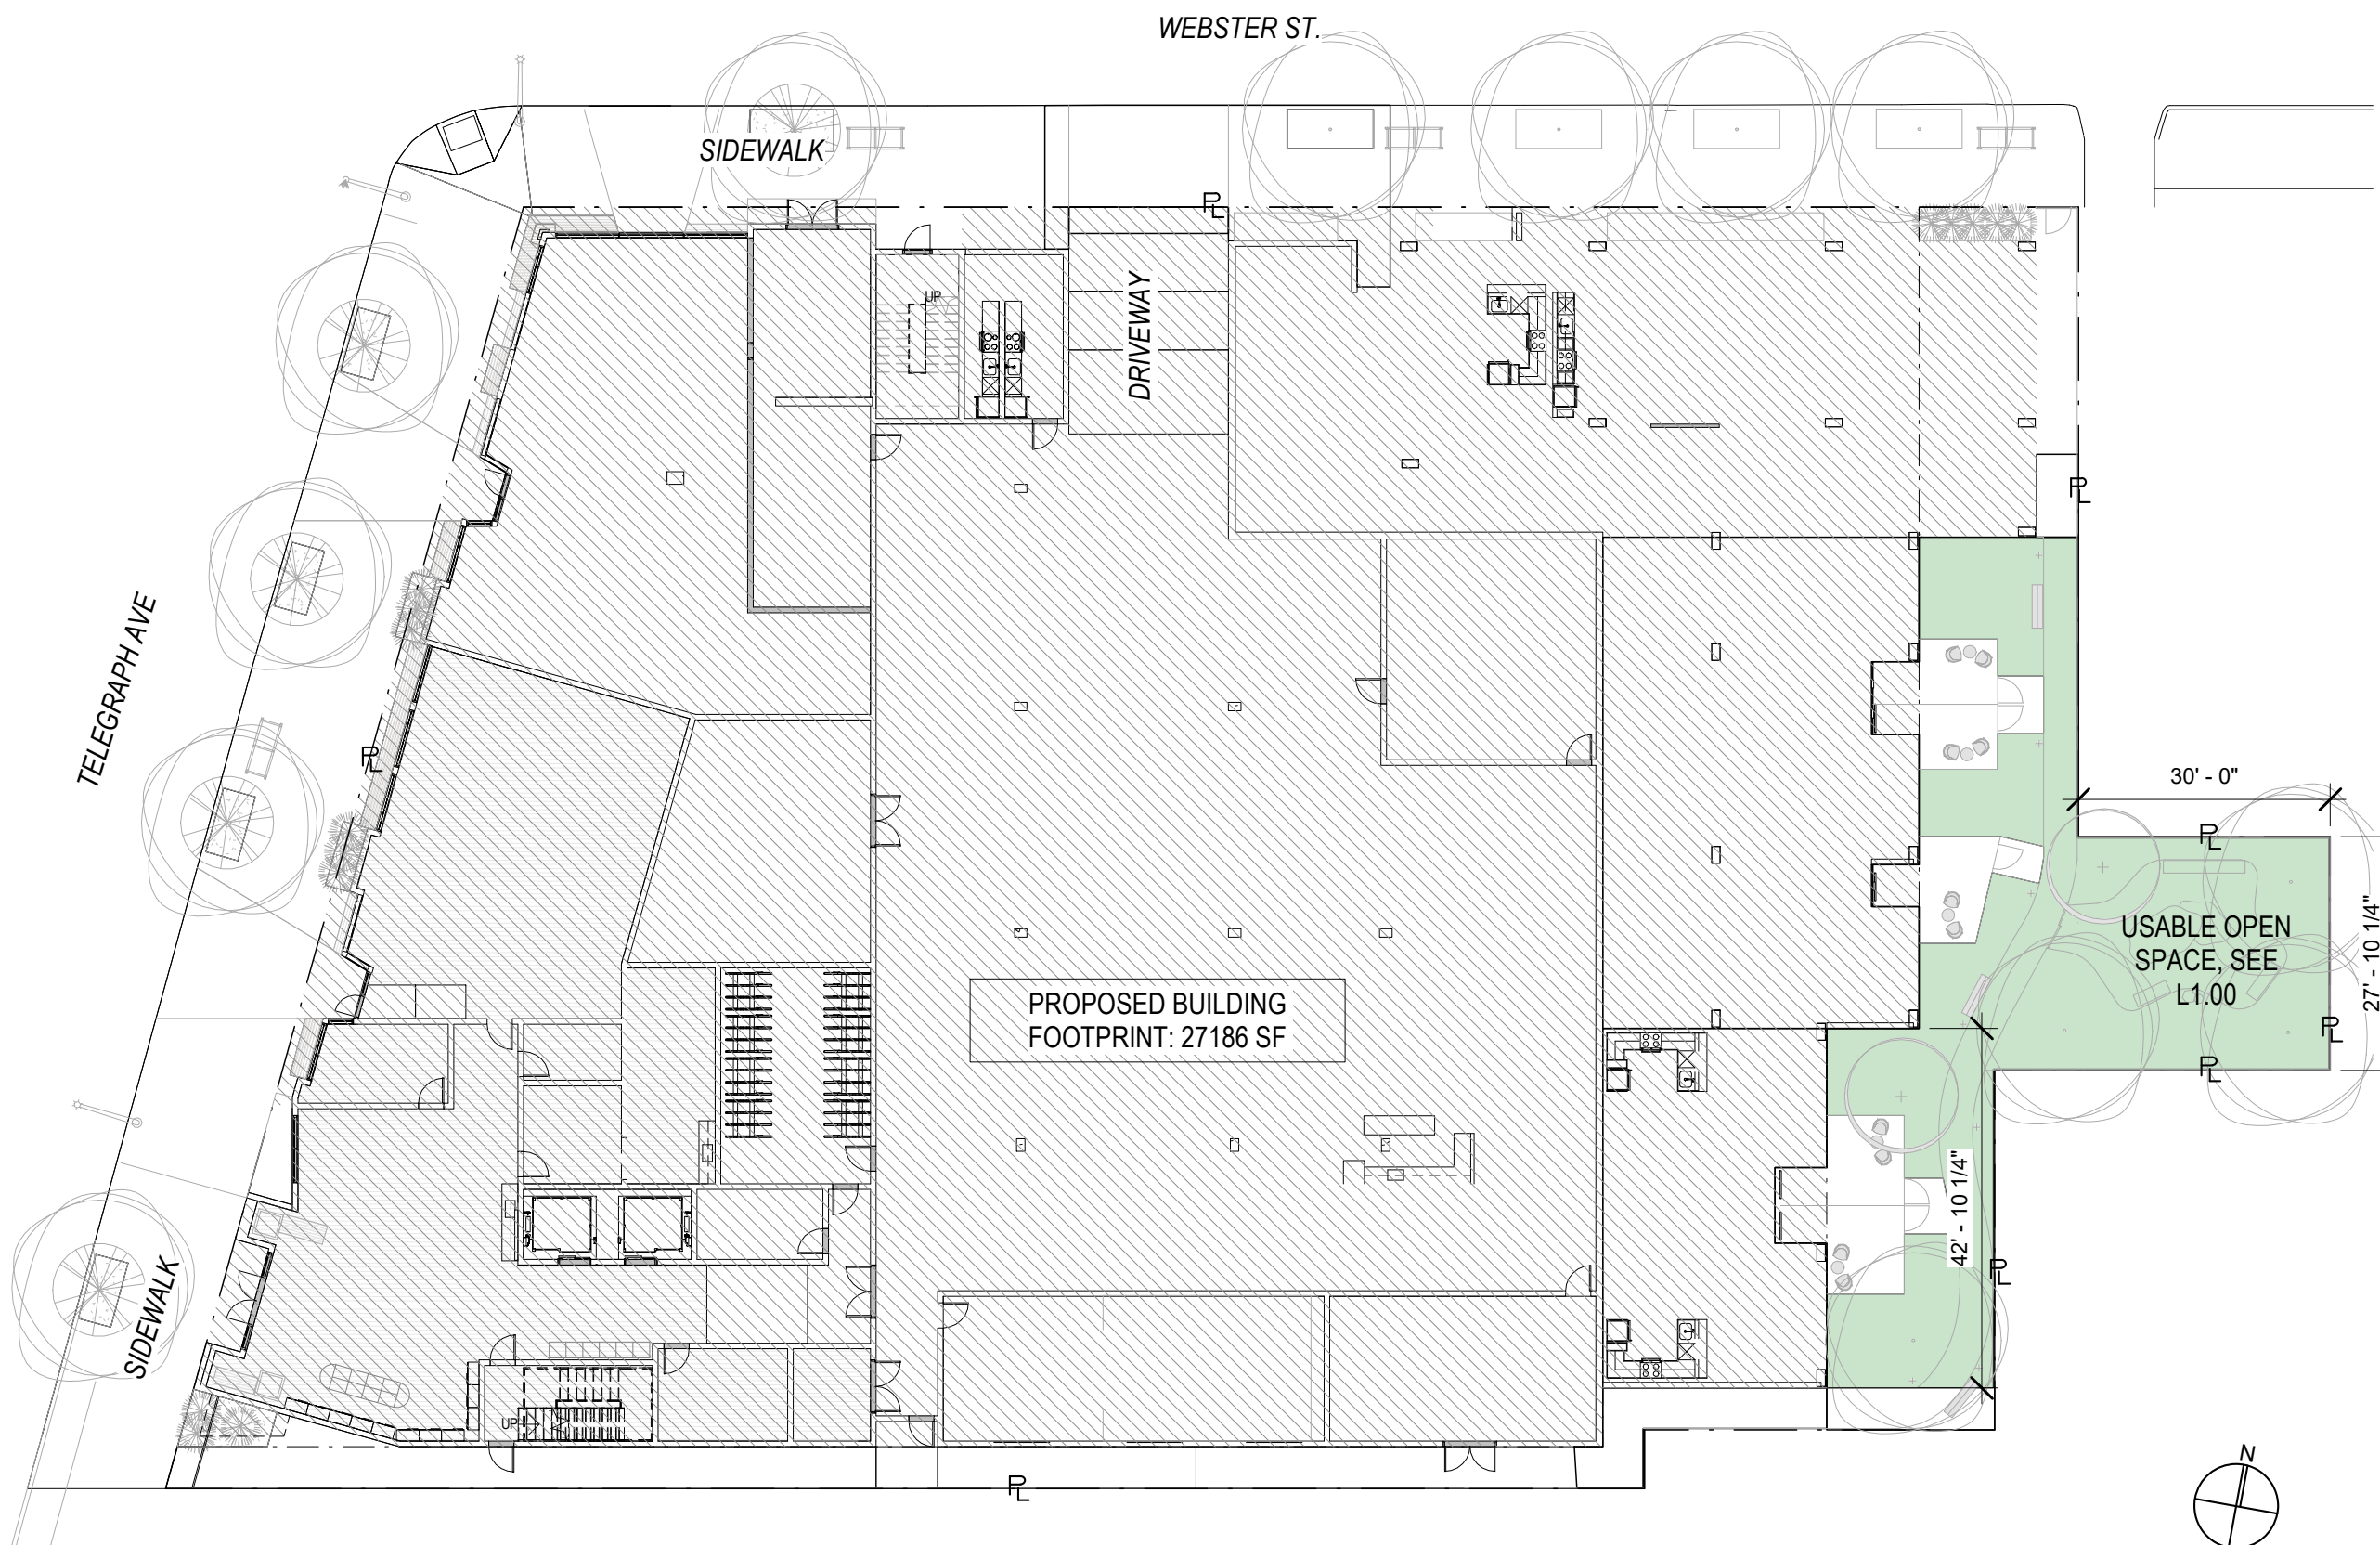 WEBSTER ST.
SIDEWALK
PL
UP
DRIVEWAY
PL
TELEGRAPH AVE
PL
30' - 0"
PL
27' - 10 1/4"
USABLE OPEN
SPACE, SEE
L1.00
PROPOSED BUILDING
FOOTPRINT: 27186 SF
PL
PL
42' - 10 1/4"
PL
SIDEWALK
UP
PL
N